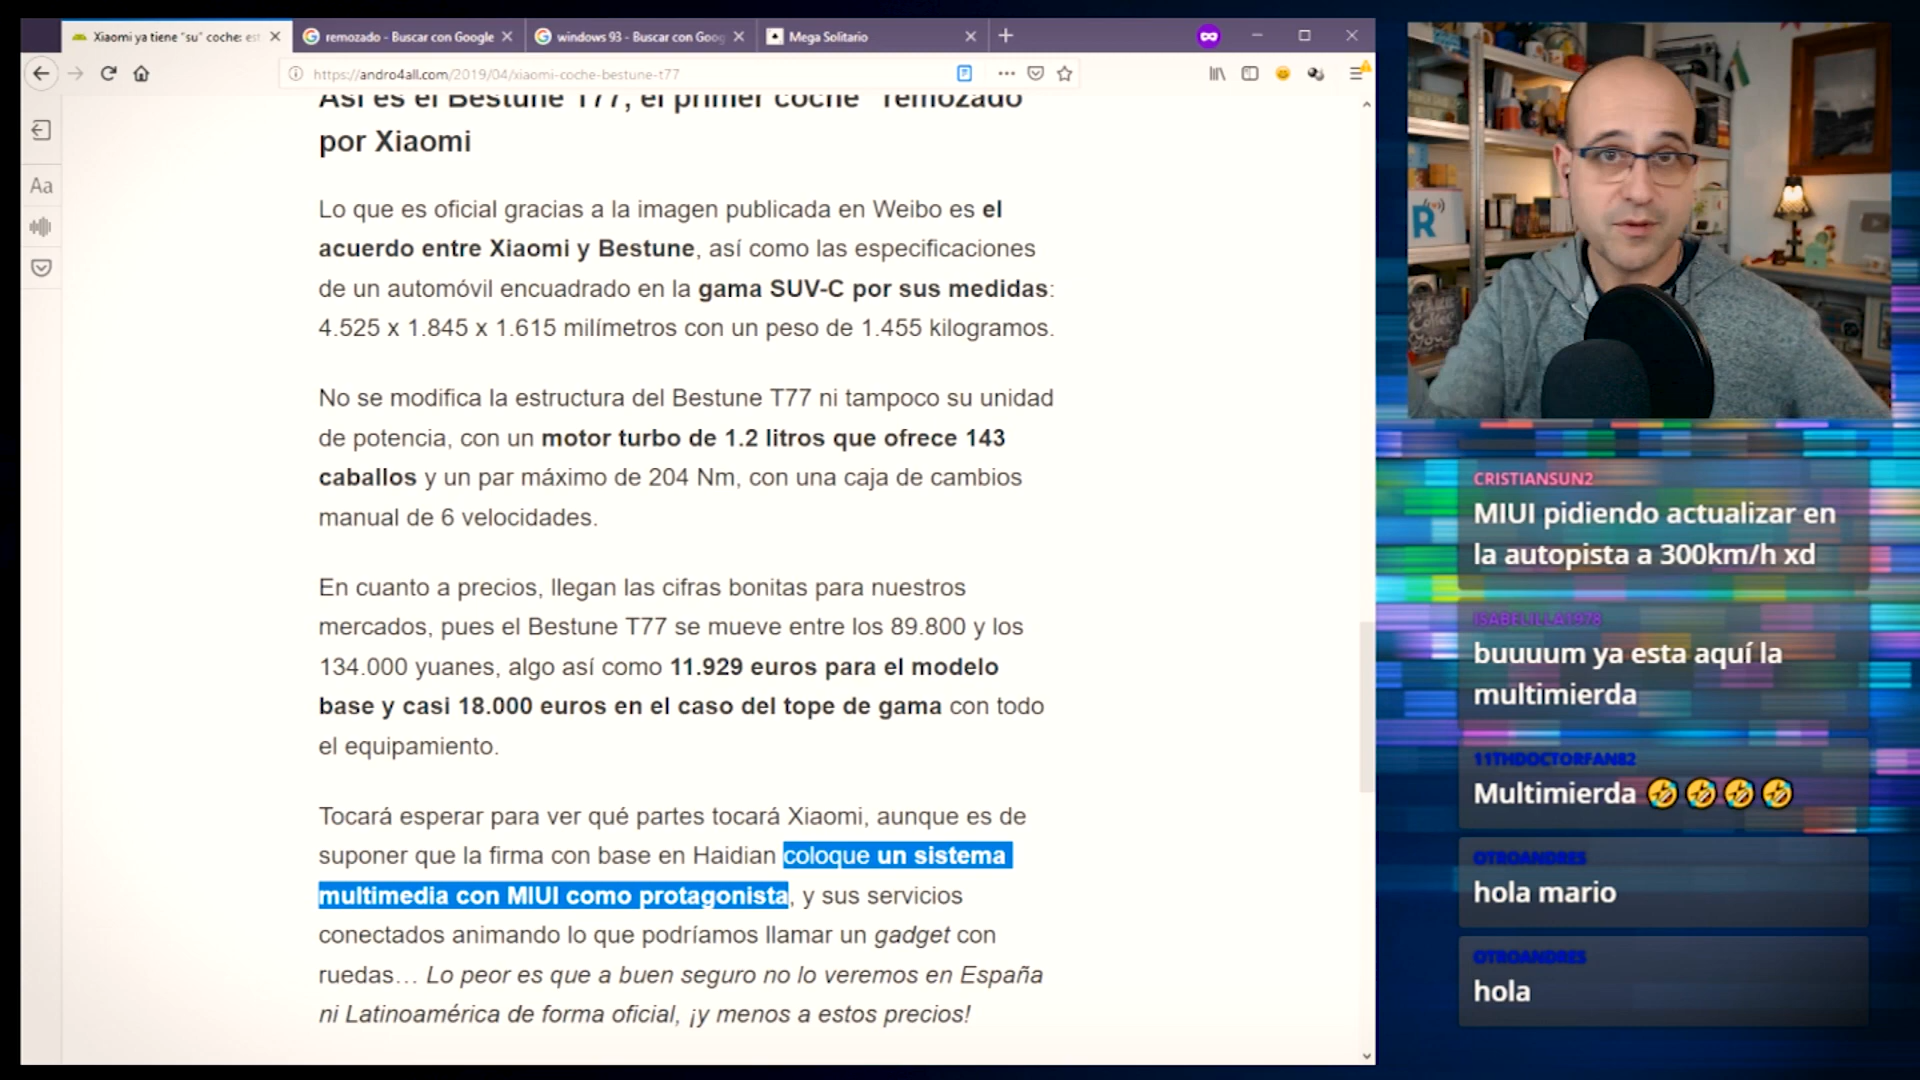 Xiaomi ya tiene "su" coche: est
remozado - Buscar con Google
windows 93 - Buscar con Goog
Mega Solitario
https://andro4all.com/2019/04/xiaomi-coche-bestune-t77
Aa
Así es el Bestune T77, el primer coche "remozado"
por Xiaomi
Lo que es oficial gracias a la imagen publicada en Weibo es el
acuerdo entre Xiaomi y Bestune, así como las especificaciones
de un automóvil encuadrado en la gama SUV-C por sus medidas:
4.525 x 1.845 x 1.615 milímetros con un peso de 1.455 kilogramos.
No se modifica la estructura del Bestune T77 ni tampoco su unidad
de potencia, con un motor turbo de 1.2 litros que ofrece 143
caballos y un par máximo de 204 Nm, con una caja de cambios
manual de 6 velocidades.
En cuanto a precios, llegan las cifras bonitas para nuestros
mercados, pues el Bestune T77 se mueve entre los 89.800 y los
134.000 yuanes, algo así como 11.929 euros para el modelo
base y casi 18.000 euros en el caso del tope de gama con todo
el equipamiento.
Tocará esperar para ver qué partes tocará Xiaomi, aunque es de
suponer que la firma con base en Haidian coloque un sistema
multimedia con MIUI como protagonista, y sus servicios
conectados animando lo que podríamos llamar un gadget con
ruedas... Lo peor es que a buen seguro no lo veremos en España
ni Latinoamérica de forma oficial, ¡y menos a estos precios!
R
CRISTIANSUN2
MIUI pidiendo actualizar en
la autopista a 300km/h xd
ISABELILLA1978
buuuum ya esta aquí la
multimierda
11THDOCTORFAN82
Multimierda 🤣 🤣 🤣 🤣
OTROANDRES
hola mario
OTROANDRES
hola